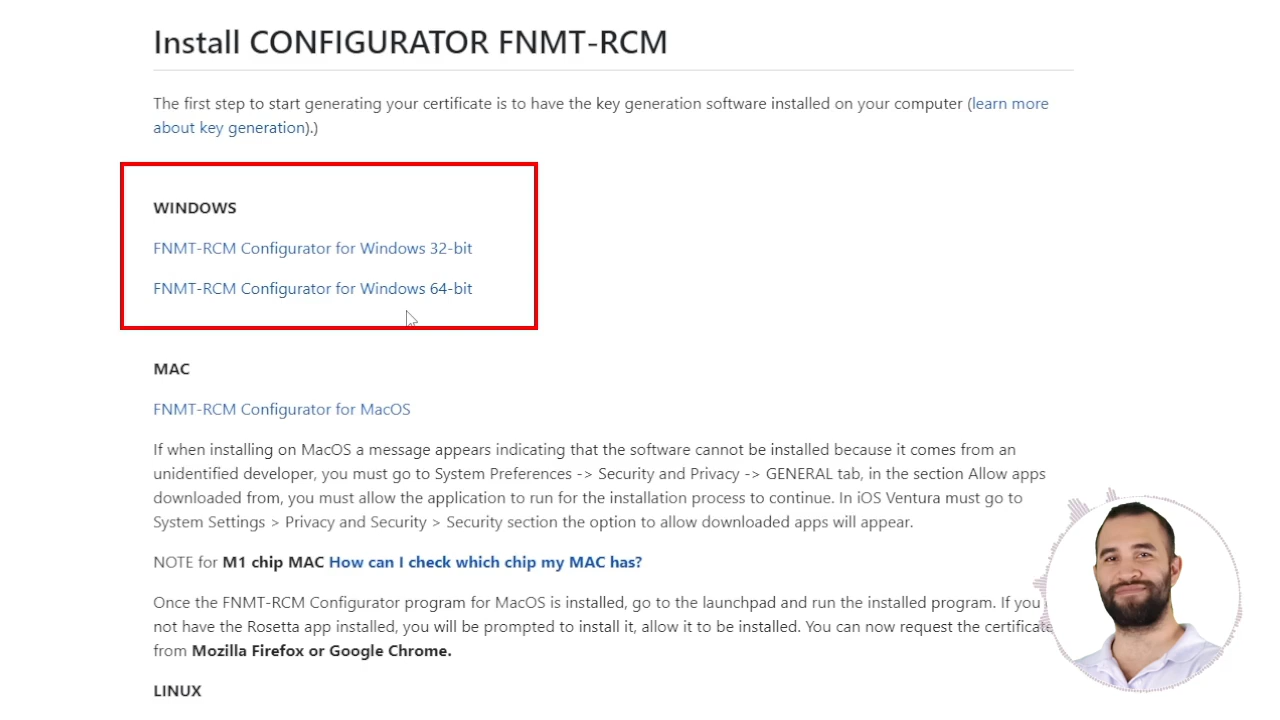 Install CONFIGURATOR FNMT-RCM
The first step to start generating your certificate is to have the key generation software installed on your computer (learn more
about key generation).)
WINDOWS
FNMT-RCM Configurator for Windows 32-bit
FNMT-RCM Configurator for Windows 64-bit
MAC
FNMT-RCM Configurator for MacOS
If when installing on MacOS a message appears indicating that the software cannot be installed because it comes from an
unidentified developer, you must go to System Preferences -> Security and Privacy -> GENERAL tab, in the section Allow apps
downloaded from, you must allow the application to run for the installation process to continue. In iOS Ventura must go to
System Settings > Privacy and Security > Security section the option to allow downloaded apps will appear.
NOTE for M1 chip MAC How can I check which chip my MAC has?
Once the FNMT-RCM Configurator program for MacOS is installed, go to the launchpad and run the installed program. If you
not have the Rosetta app installed, you will be prompted to install it, allow it to be installed. You can now request the certificate
from Mozilla Firefox or Google Chrome.
LINUX